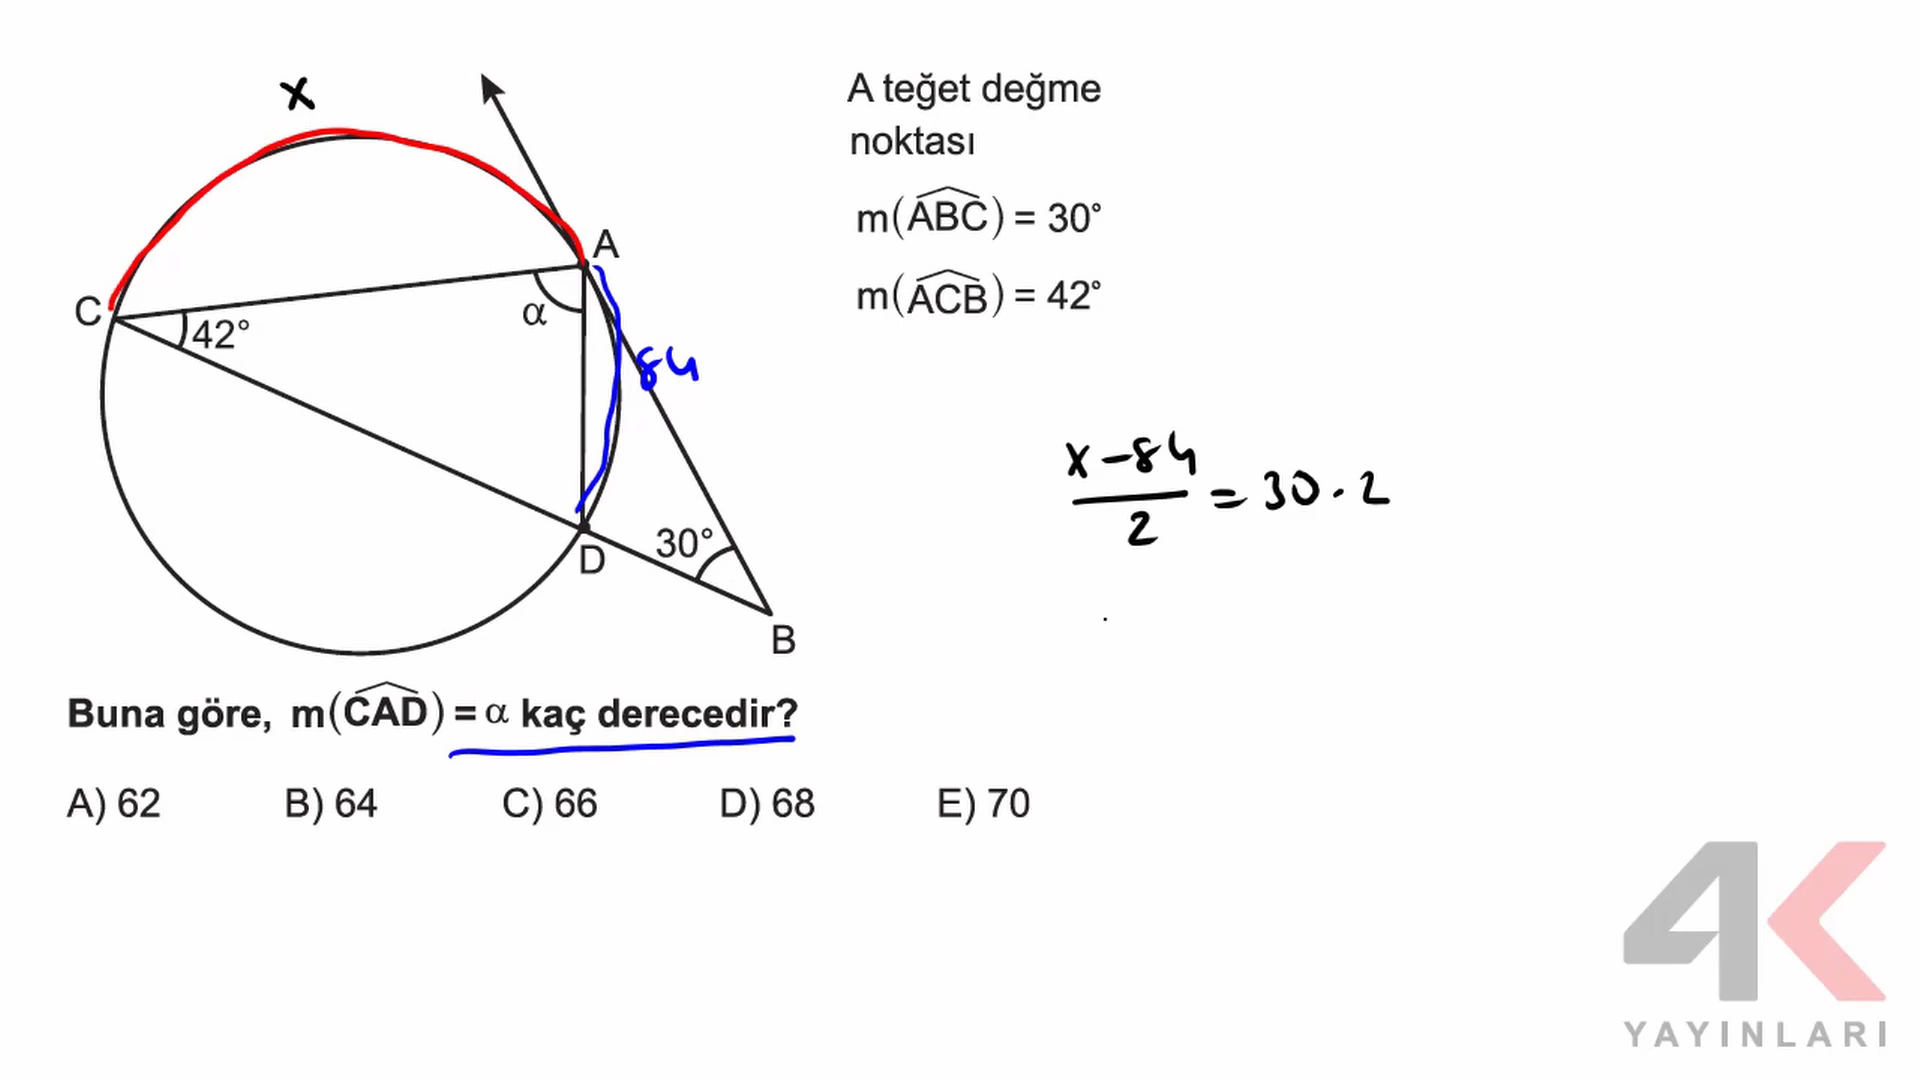 x
A
C
42°
α
84
D
30°
B
A teğet değme
noktası
m(ABC) = 30°
m(ACB) = 42°
x-84
2
= 30 · 2
Buna göre, m(CAD) = α kaç derecedir?
A) 62 B) 64 C) 66 D) 68 E) 70
4K
YAYINLARI